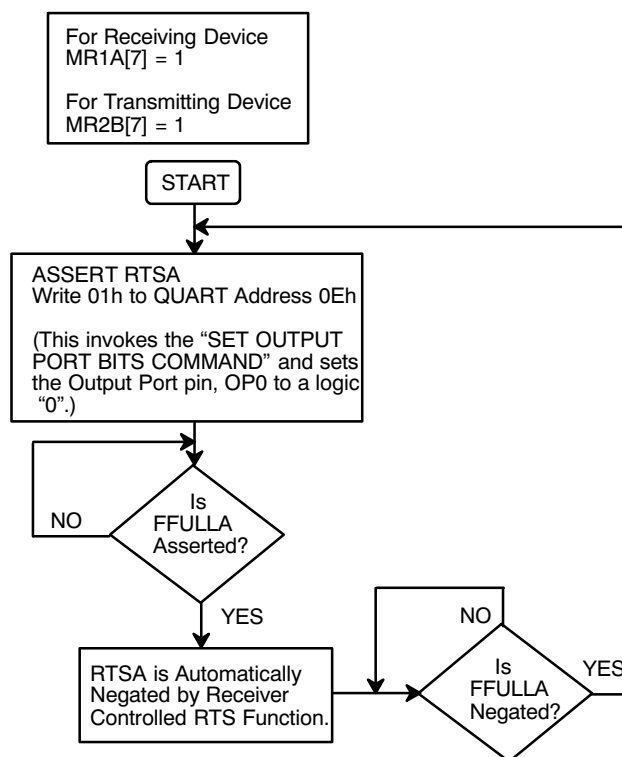 For Receiving Device
MR1A[7] = 1
For Transmitting Device
MR2B[7] = 1
START
ASSERT RTSA
Write 01h to QUART Address 0Eh
(This invokes the “SET OUTPUT
PORT BITS COMMAND” and sets
the Output Port pin, OP0 to a logic
“0”.)
Is
FFULLA
Asserted?
NO
YES
RTSA is Automatically
Negated by Receiver
Controlled RTS Function.
NO
Is
FFULLA
Negated?
YES